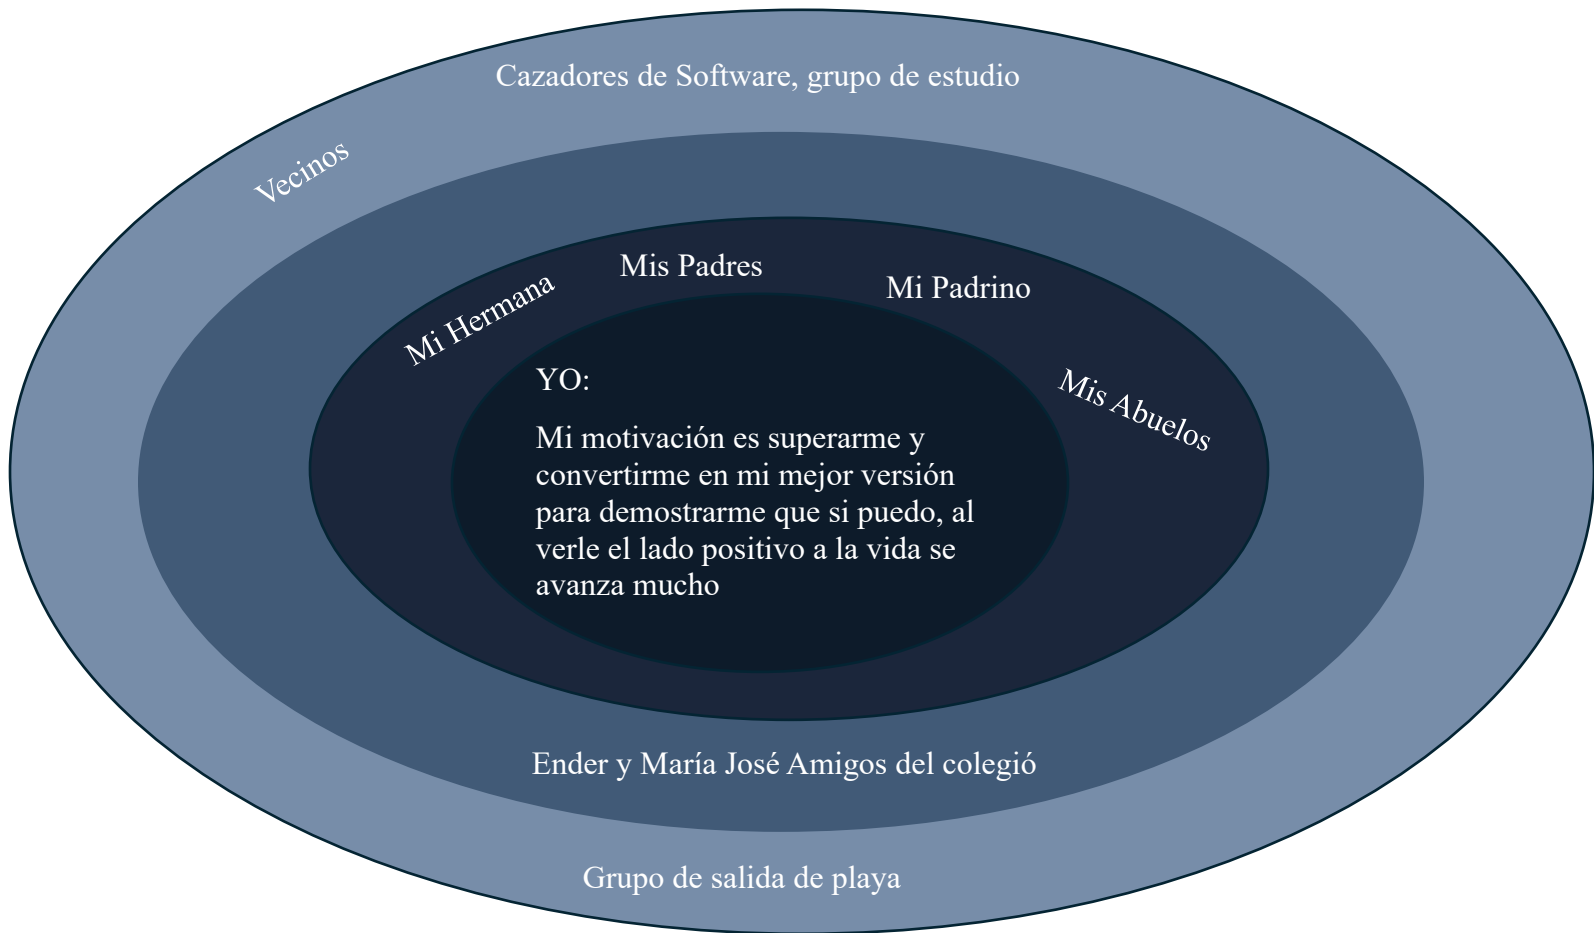 Cazadores de Software, grupo de estudio
Vecinos
Mis Padres
Mi Padrino
Mi Hermana
Mis Abuelos
YO:
Mi motivación es superarme y
convertirme en mi mejor versión
para demostrarme que si puedo, al
verle el lado positivo a la vida se
avanza mucho
Ender y María José Amigos del colegió
Grupo de salida de playa